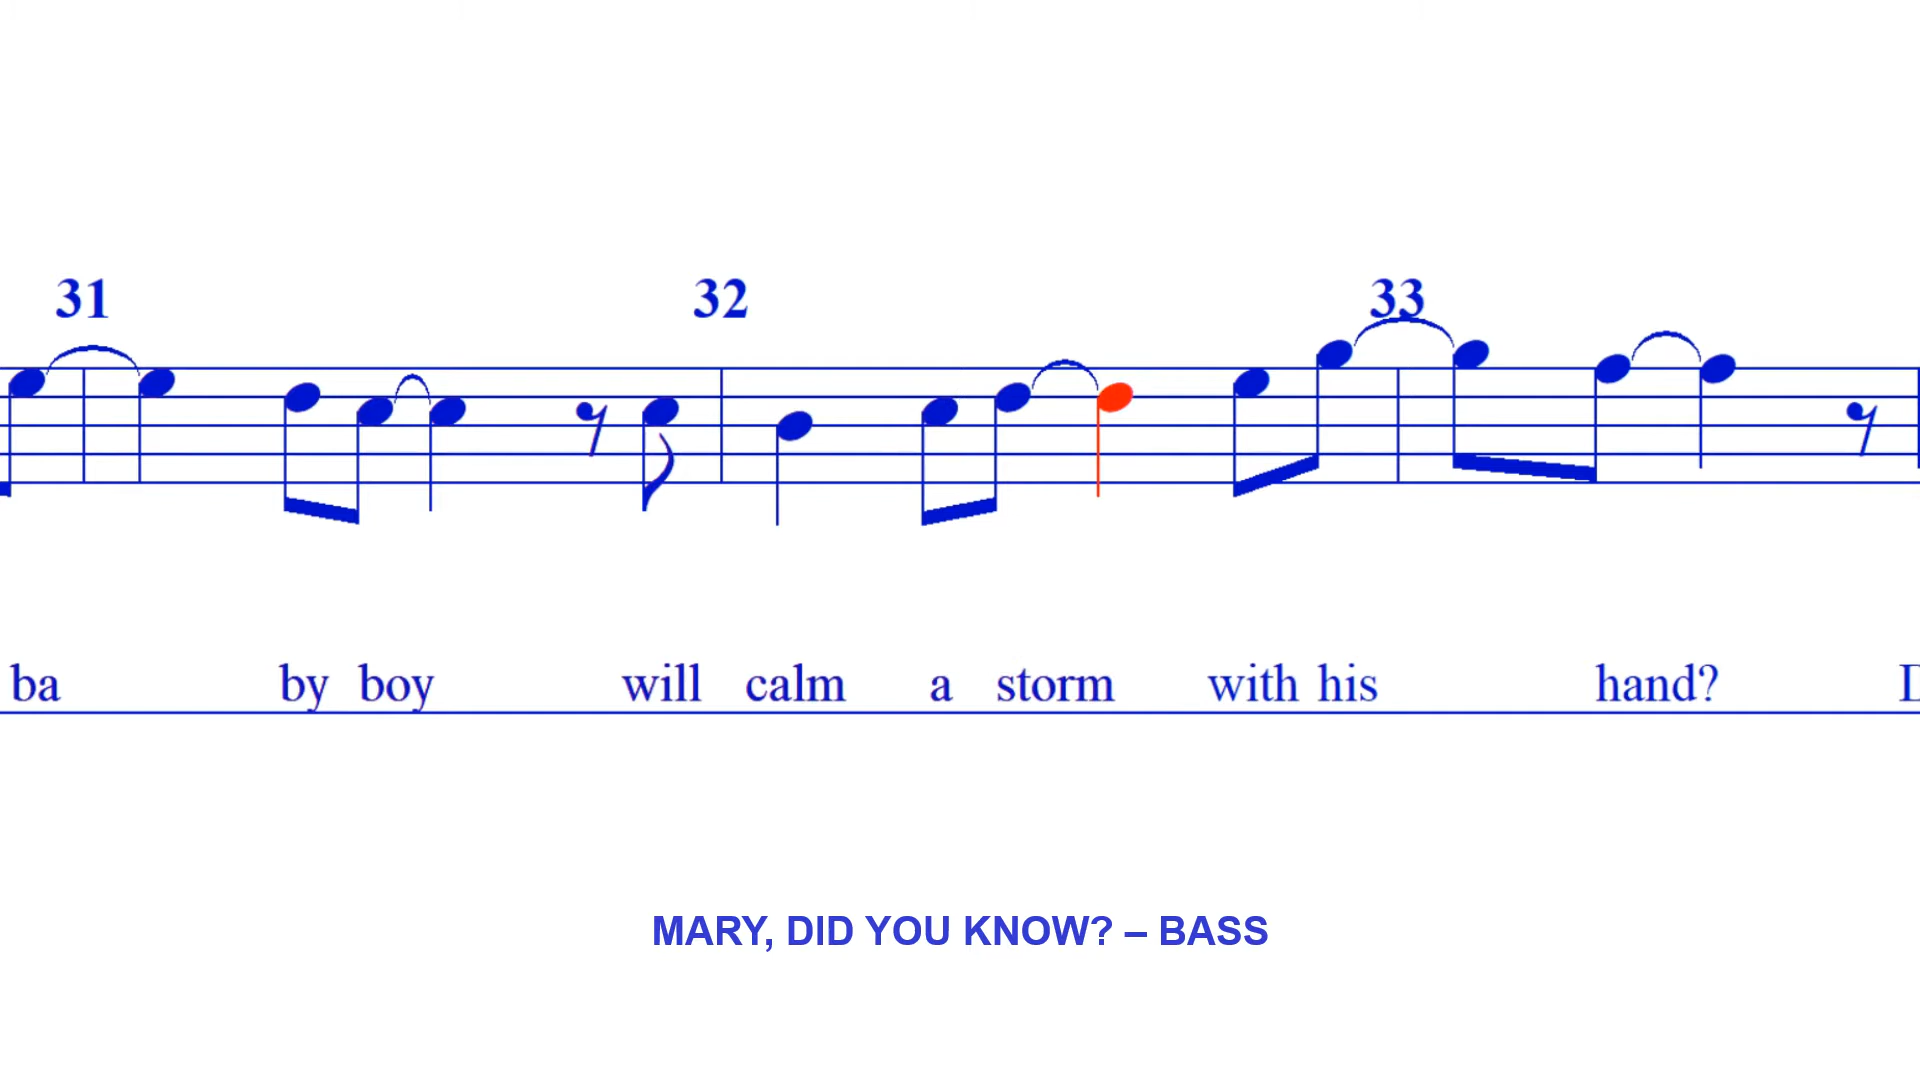 31 32 33
ba by boy will calm a storm with his hand?
MARY, DID YOU KNOW? – BASS